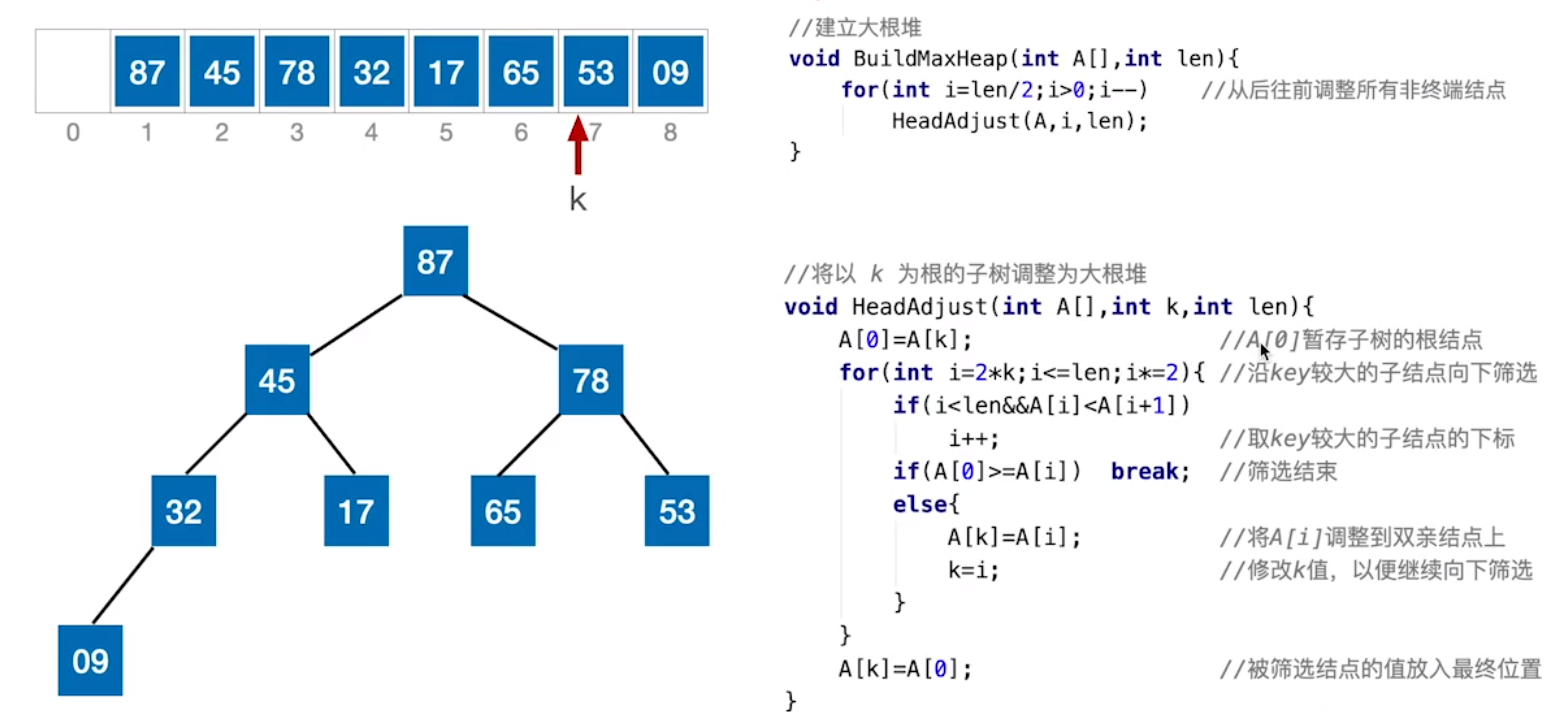 87 45 78 32 17 65 53 09
0 1 2 3 4 5 6 7 8
k
87
45 78
32 17 65 53
09
//建立大根堆
void BuildMaxHeap(int A[],int len){
for(int i=len/2;i>0;i--) //从后往前调整所有非终端结点
HeadAdjust(A,i,len);
}
//将以 k 为根的子树调整为大根堆
void HeadAdjust(int A[],int k,int len){
A[0]=A[k]; //A[0]暂存子树的根结点
for(int i=2*k;i<=len;i*=2){ //沿key较大的子结点向下筛选
if(i<len&&A[i]<A[i+1])
i++; //取key较大的子结点的下标
if(A[0]>=A[i]) break; //筛选结束
else{
A[k]=A[i]; //将A[i]调整到双亲结点上
k=i; //修改k值，以便继续向下筛选
}
}
A[k]=A[0]; //被筛选结点的值放入最终位置
}